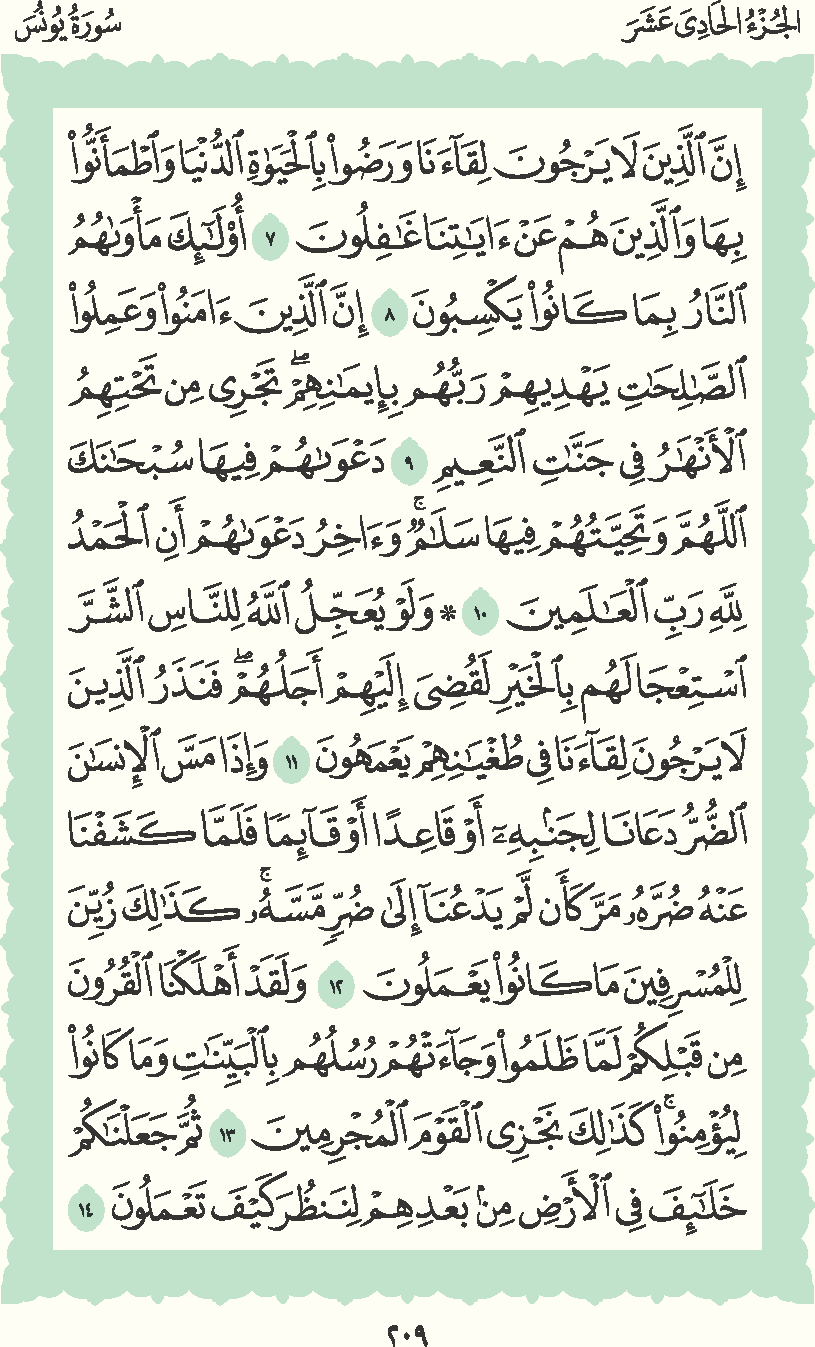 الجُزْءُ الحَادِىَ عَشَرَ
سُورَةُ يُونُسَ
إِنَّ ٱلَّذِينَ لَا يَرْجُونَ لِقَآءَنَا وَرَضُوا۟ بِٱلْحَيَوٰةِ ٱلدُّنْيَا وَٱطْمَأَنُّوا۟
بِهَا وَٱلَّذِينَ هُمْ عَنْ ءَايَـٰتِنَا غَـٰفِلُونَ ٧ أُو۟لَـٰٓئِكَ مَأْوَىٰهُمُ
ٱلنَّارُ بِمَا كَانُوا۟ يَكْسِبُونَ ٨ إِنَّ ٱلَّذِينَ ءَامَنُوا۟ وَعَمِلُوا۟
ٱلصَّـٰلِحَـٰتِ يَهْدِيهِمْ رَبُّهُم بِإِيمَـٰنِهِمْ ۖ تَجْرِى مِن تَحْتِهِمُ
ٱلْأَنْهَـٰرُ فِى جَنَّـٰتِ ٱلنَّعِيمِ ٩ دَعْوَىٰهُمْ فِيهَا سُبْحَـٰنَكَ
ٱللَّهُمَّ وَتَحِيَّتُهُمْ فِيهَا سَلَـٰمٌ ۚ وَءَاخِرُ دَعْوَىٰهُمْ أَنِ ٱلْحَمْدُ
لِلَّهِ رَبِّ ٱلْعَـٰلَمِينَ ١٠ * وَلَوْ يُعَجِّلُ ٱللَّهُ لِلنَّاسِ ٱلشَّرَّ
ٱسْتِعْجَالَهُم بِٱلْخَيْرِ لَقُضِىَ إِلَيْهِمْ أَجَلُهُمْ ۖ فَنَذَرُ ٱلَّذِينَ
لَا يَرْجُونَ لِقَآءَنَا فِى طُغْيَـٰنِهِمْ يَعْمَهُونَ ١١ وَإِذَا مَسَّ ٱلْإِنسَـٰنَ
ٱلضُّرُّ دَعَانَا لِجَنۢبِهِۦٓ أَوْ قَاعِدًا أَوْ قَآئِمًا فَلَمَّا كَشَفْنَا
عَنْهُ ضُرَّهُۥ مَرَّ كَأَن لَّمْ يَدْعُنَآ إِلَىٰ ضُرٍّ مَّسَّهُۥ ۚ كَذَٰلِكَ زُيِّنَ
لِلْمُسْرِفِينَ مَا كَانُوا۟ يَعْمَلُونَ ١٢ وَلَقَدْ أَهْلَكْنَا ٱلْقُرُونَ
مِن قَبْلِكُمْ لَمَّا ظَلَمُوا۟ وَجَآءَتْهُمْ رُسُلُهُم بِٱلْبَيِّنَـٰتِ وَمَا كَانُوا۟
لِيُؤْمِنُوا۟ ۚ كَذَٰلِكَ نَجْزِى ٱلْقَوْمَ ٱلْمُجْرِمِينَ ١٣ ثُمَّ جَعَلْنَـٰكُمْ
خَلَـٰٓئِفَ فِى ٱلْأَرْضِ مِنۢ بَعْدِهِمْ لِنَنظُرَ كَيْفَ تَعْمَلُونَ ١٤
٢٠٩